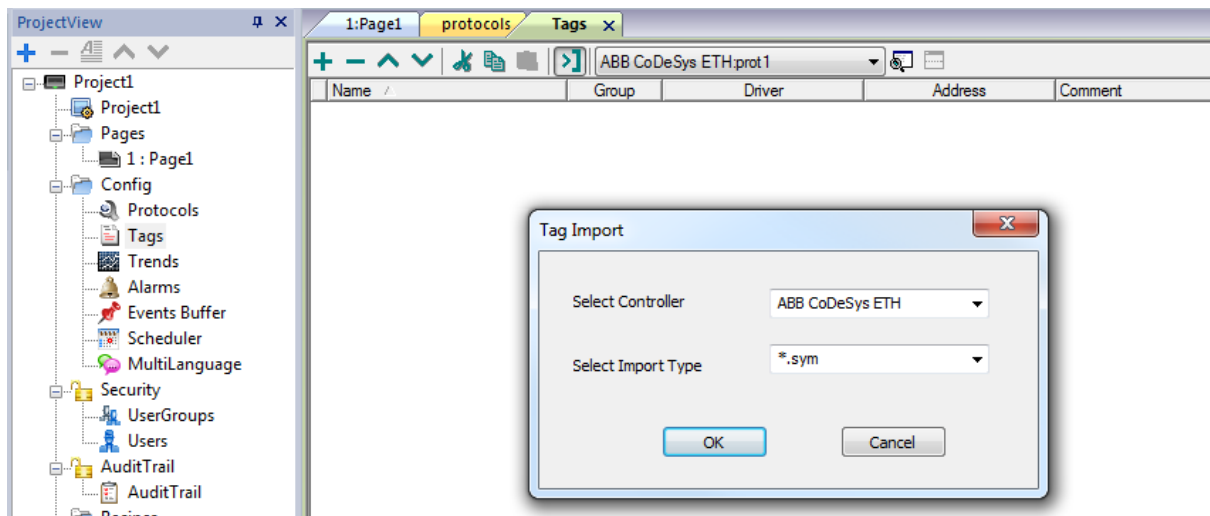 ProjectView
1:Page1
protocols
Tags
ABB CoDeSys ETH:prot1
Name
Group
Driver
Address
Comment
Project1
Project1
Pages
1 : Page1
Config
Protocols
Tags
Trends
Alarms
Events Buffer
Scheduler
MultiLanguage
Security
UserGroups
Users
AuditTrail
AuditTrail
Tag Import
Select Controller
ABB CoDeSys ETH
Select Import Type
*.sym
OK
Cancel